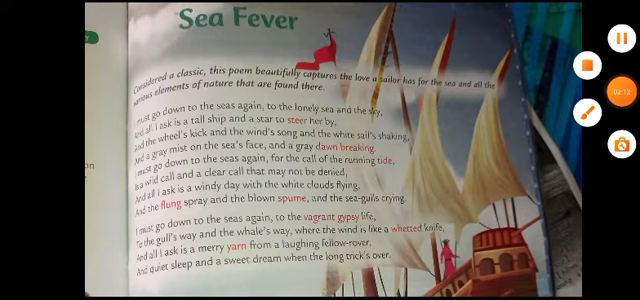 Sea Fever
Considered a classic, this poem beautifully captures the love a sailor has for the sea and all the
various elements of nature that are found there.
I must go down to the seas again, to the lonely sea and the sky,
And all I ask is a tall ship and a star to steer her by,
And the wheel's kick and the wind's song and the white sail's shaking,
And a gray mist on the sea's face, and a gray dawn breaking.
I must go down to the seas again, for the call of the running tide,
Is a wild call and a clear call that may not be denied,
And all I ask is a windy day with the white clouds flying,
And the flung spray and the blown spume, and the sea-gulls crying.
I must go down to the seas again, to the vagrant gypsy life,
To the gull's way and the whale's way, where the wind is like a whetted knife,
And all I ask is a merry yarn from a laughing fellow-rover,
And quiet sleep and a sweet dream when the long trick's over.
y
on
02:12